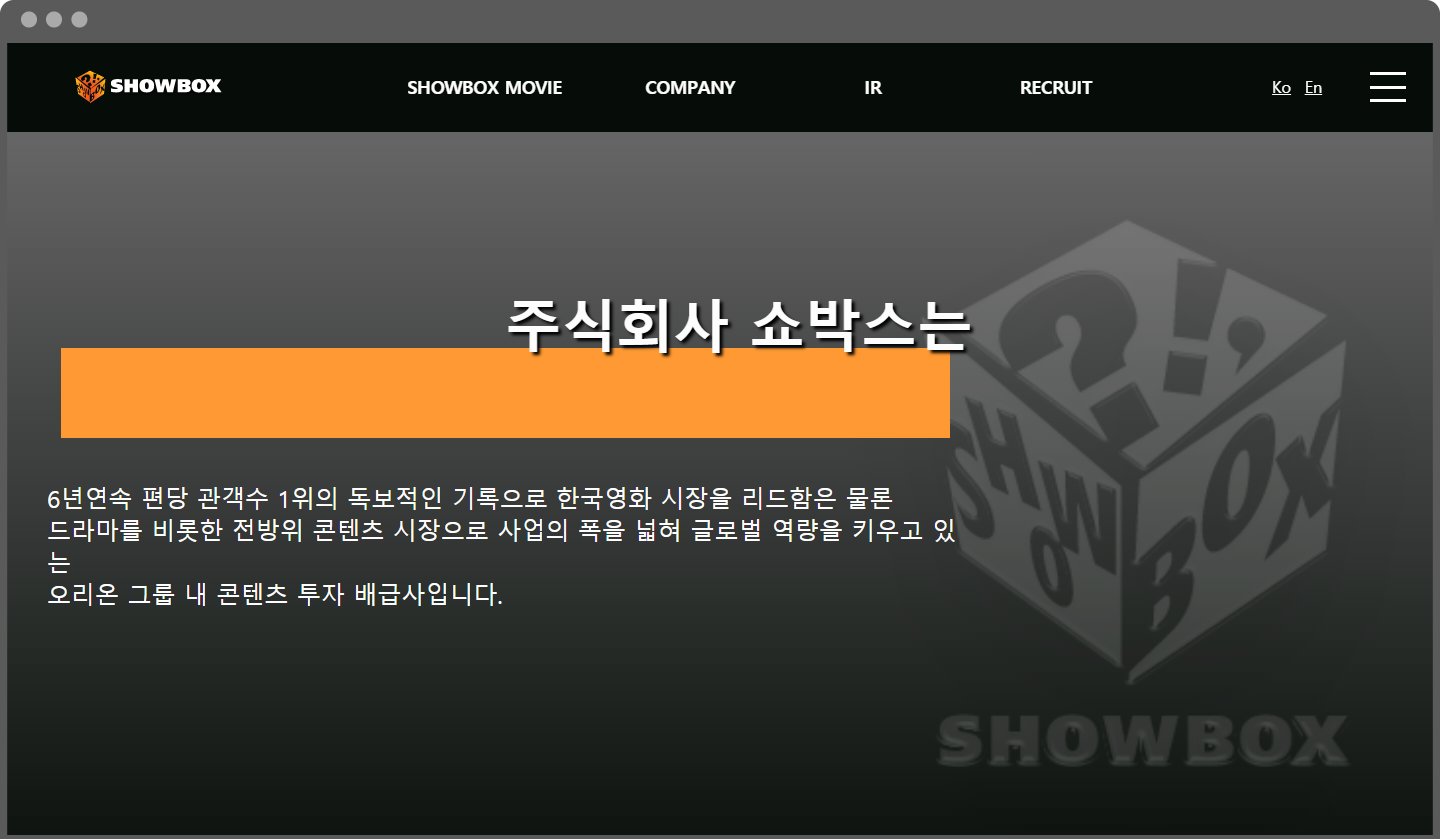 SHOWBOX
SHOWBOX MOVIE
COMPANY
IR
RECRUIT
Ko
En
주식회사 쇼박스는
6년연속 편당 관객수 1위의 독보적인 기록으로 한국영화 시장을 리드함은 물론
드라마를 비롯한 전방위 콘텐츠 시장으로 사업의 폭을 넓혀 글로벌 역량을 키우고 있
는
오리온 그룹 내 콘텐츠 투자 배급사입니다.
?!,
SHOW
BOX
SHOWBOX